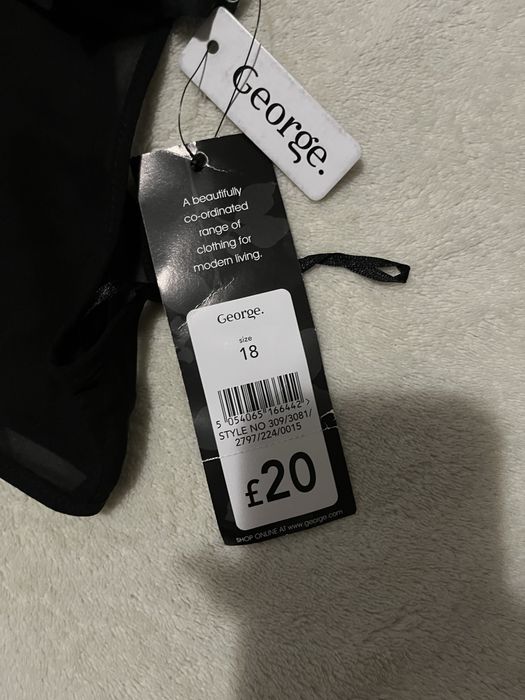 George.
A beautifully
co-ordinated
range of
clothing for
modern living.
George.
size
18
5 054065 166442 >
STYLE NO 309/3081/
2797/224/0015
£20
SHOP ONLINE AT www.george.com